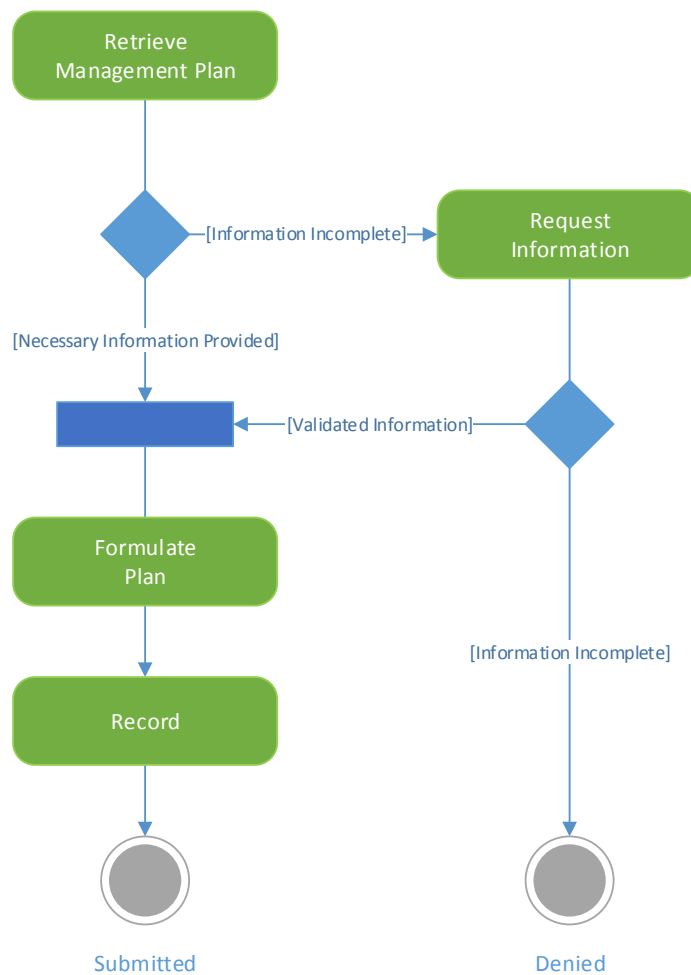 Retrieve
Management Plan
[Information Incomplete]
Request
Information
[Necessary Information Provided]
[Validated Information]
Formulate
Plan
[Information Incomplete]
Record
Submitted
Denied